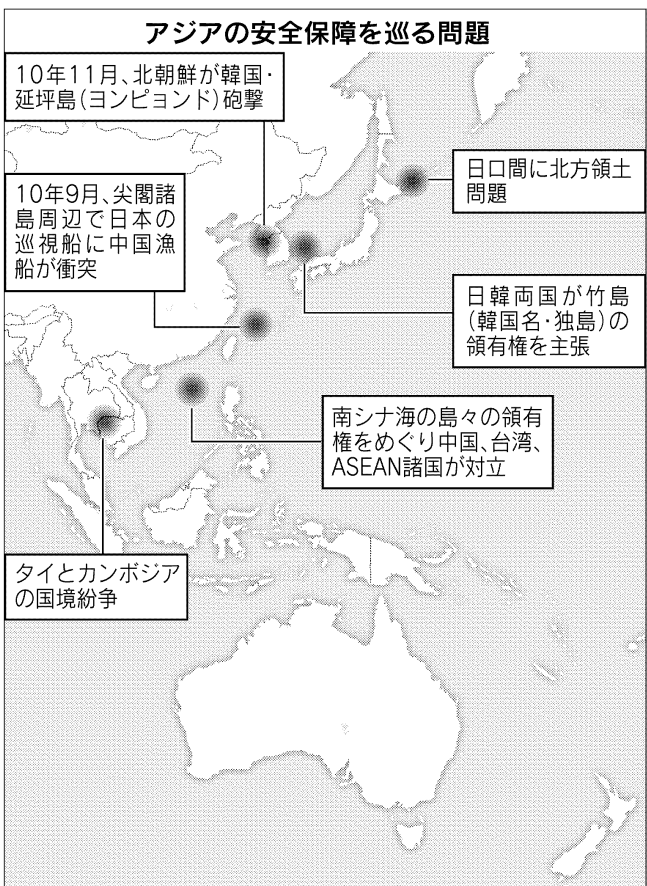 アジアの安全保障を巡る問題
10年11月、北朝鮮が韓国・
延坪島(ヨンピョンド)砲撃
日ロ間に北方領土
問題
10年9月、尖閣諸
島周辺で日本の
巡視船に中国漁
船が衝突
日韓両国が竹島
(韓国名・独島)の
領有権を主張
南シナ海の島々の領有
権をめぐり中国、台湾、
ASEAN諸国が対立
タイとカンボジア
の国境紛争